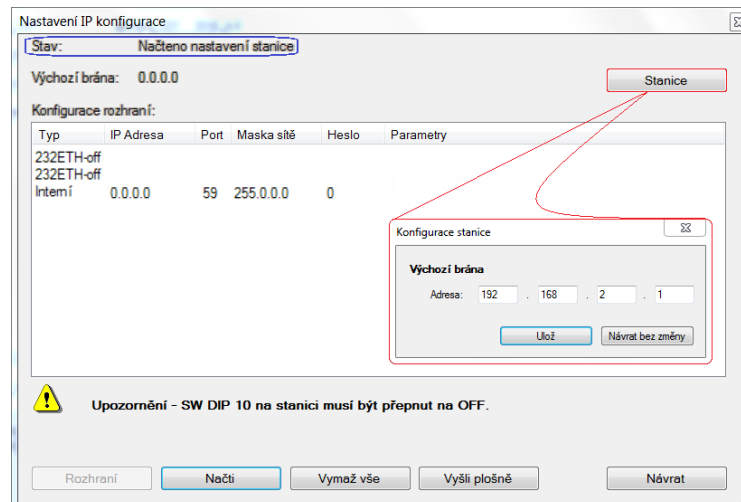 Nastavení IP konfigurace
Stav: Načteno nastavení stanice
Výchozí brána: 0.0.0.0
Stanice
Konfigurace rozhraní:
Typ IP Adresa Port Maska sítě Heslo Parametry
232ETH-off
232ETH-off
Interní 0.0.0.0 59 255.0.0.0 0
Konfigurace stanice
Výchozí brána
Adresa: 192 . 168 . 2 . 1
Ulož Návrat bez změny
Upozornění - SW DIP 10 na stanici musí být přepnut na OFF.
Rozhraní Načti Vymaž vše Vyšli plošně Návrat